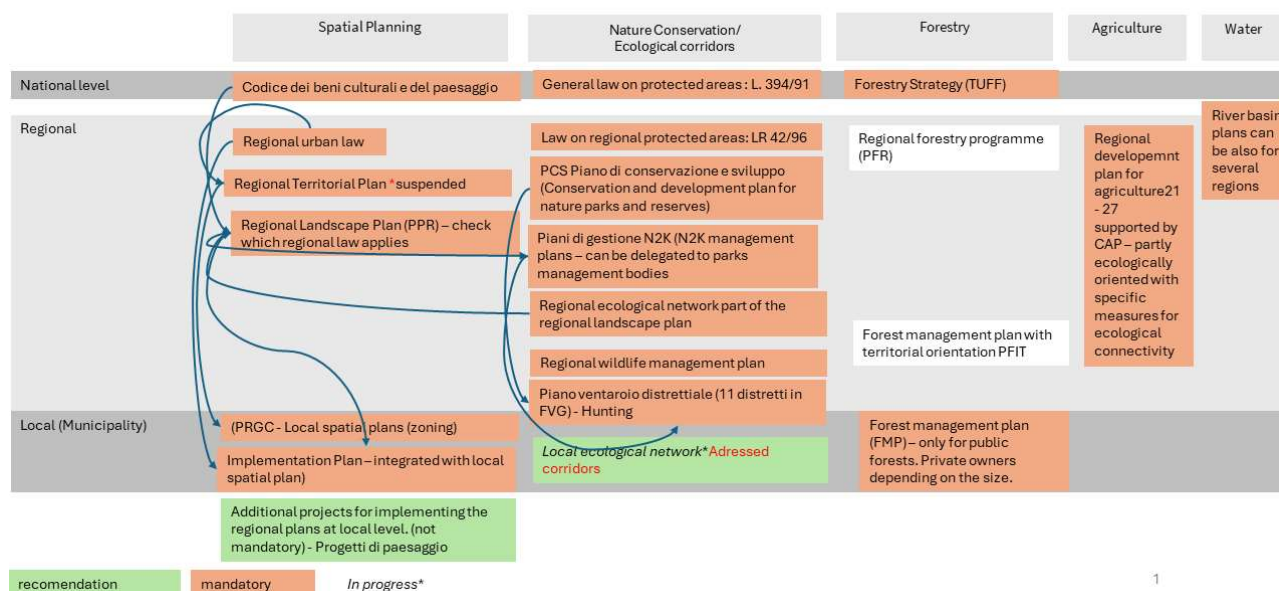 Spatial Planning
Nature Conservation/
Ecological corridors
Forestry
Agriculture
Water
National level
Codice dei beni culturali e del paesaggio
General law on protected areas : L. 394/91
Forestry Strategy (TUFF)
Regional
Regional urban law
Regional Territorial Plan *suspended
Regional Landscape Plan (PPR) – check
which regional law applies
Law on regional protected areas: LR 42/96
PCS Piano di conservazione e sviluppo
(Conservation and development plan for
nature parks and reserves)
Piani di gestione N2K (N2K management
plans – can be delegated to parks
management bodies
Regional ecological network part of the
regional landscape plan
Regional wildlife management plan
Piano ventaroio distrettiale (11 distretti in
FVG) - Hunting
Regional forestry programme
(PFR)
Forest management plan with
territorial orientation PFIT
Regional
developemnt
plan for
agriculture21
- 27
supported by
CAP – partly
ecologically
oriented with
specific
measures for
ecological
connectivity
River basin
plans can
be also for
several
regions
Local (Municipality)
(PRGC - Local spatial plans (zoning)
Implementation Plan – integrated with local
spatial plan)
Local ecological network* Adressed
corridors
Forest management plan
(FMP) – only for public
forests. Private owners
depending on the size.
Additional projects for implementing the
regional plans at local level. (not
mandatory) - Progetti di paesaggio
recomendation
mandatory
In progress*
1